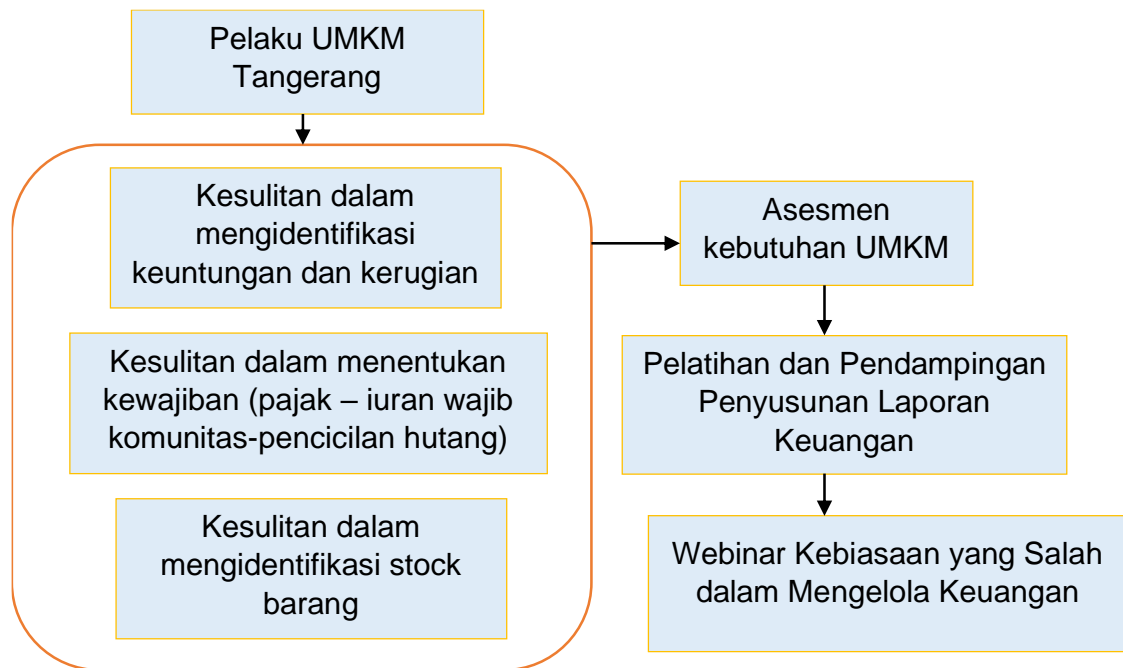 Pelaku UMKM
Tangerang
Kesulitan dalam
mengidentifikasi
keuntungan dan kerugian
Kesulitan dalam menentukan
kewajiban (pajak – iuran wajib
komunitas-pencicilan hutang)
Kesulitan dalam
mengidentifikasi stock
barang
Asesmen
kebutuhan UMKM
Pelatihan dan Pendampingan
Penyusunan Laporan
Keuangan
Webinar Kebiasaan yang Salah
dalam Mengelola Keuangan